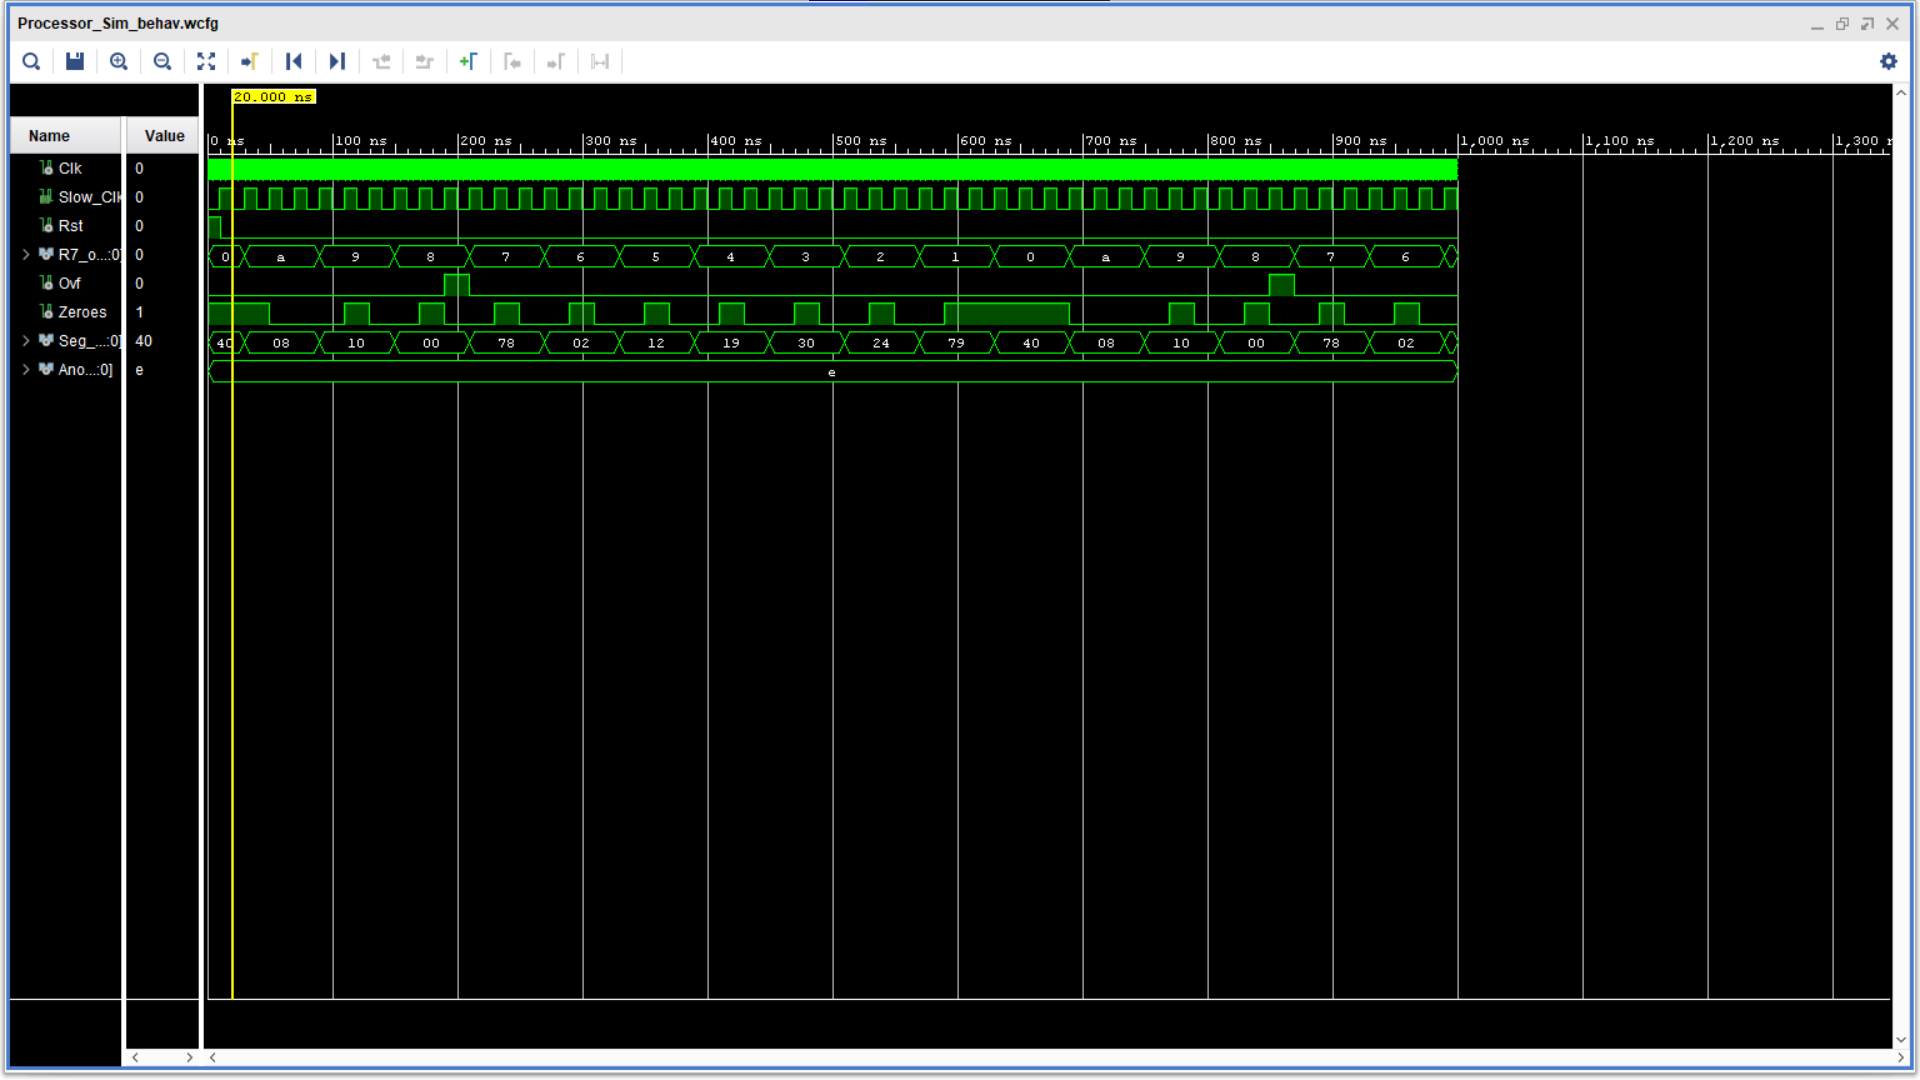 Processor_Sim_behav.wcfg
20.000 ns
Name Value
0 ns 100 ns 200 ns 300 ns 400 ns 500 ns 600 ns 700 ns 800 ns 900 ns 1,000 ns 1,100 ns 1,200 ns 1,300
Clk 0
Slow_Clk 0
Rst 0
R7_o...:0] 0 0 a 9 8 7 6 5 4 3 2 1 0 a 9 8 7 6
Ovf 0
Zeroes 1
Seg_...:0] 40 40 08 10 00 78 02 12 19 30 24 79 40 08 10 00 78 02
Ano...:0] e e